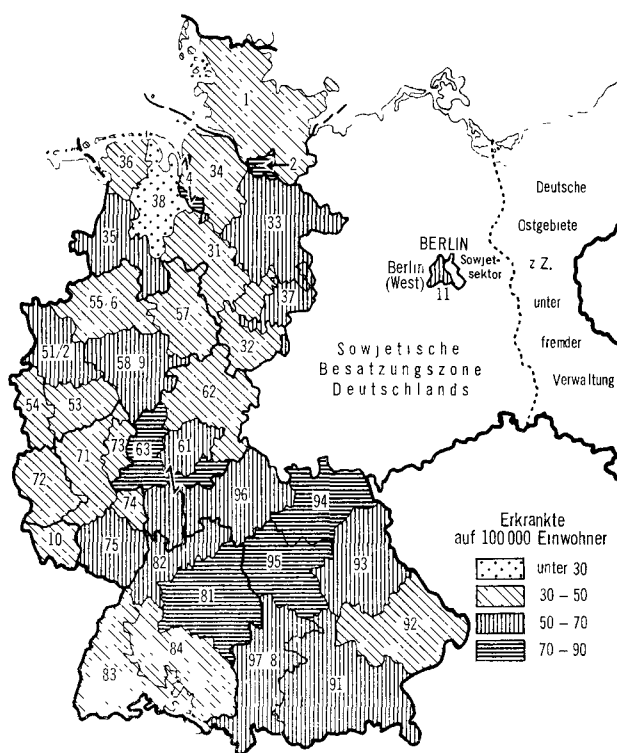 1
2
36
4
34
38
33
35
31
37
55/6
57
32
51/2
58/9
62
54
53
63
61
73
71
72
74
96
94
10
75
82
95
93
81
92
84
83
97/8
91
BERLIN
Berlin
(West)
Sowjet-
sektor
11
Deutsche
Ostgebiete
z. Z.
unter
fremder
Verwaltung
Sowjetische
Besatzungszone
Deutschlands
Erkrankte
auf 100 000 Einwohner
unter 30
30 – 50
50 – 70
70 – 90